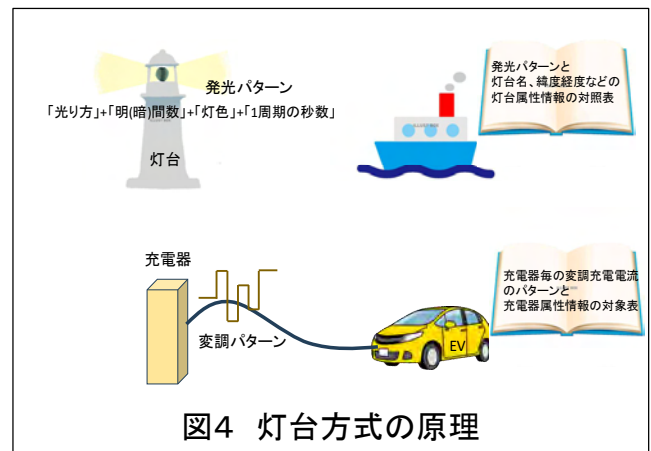 発光パターン
「光り方」+「明(暗)間数」+「灯色」+「1周期の秒数」
灯台
発光パターンと
灯台名、緯度経度などの
灯台属性情報の対照表
充電器
変調パターン
EV
充電器毎の変調充電電流
のパターンと
充電器属性情報の対象表
図4 灯台方式の原理